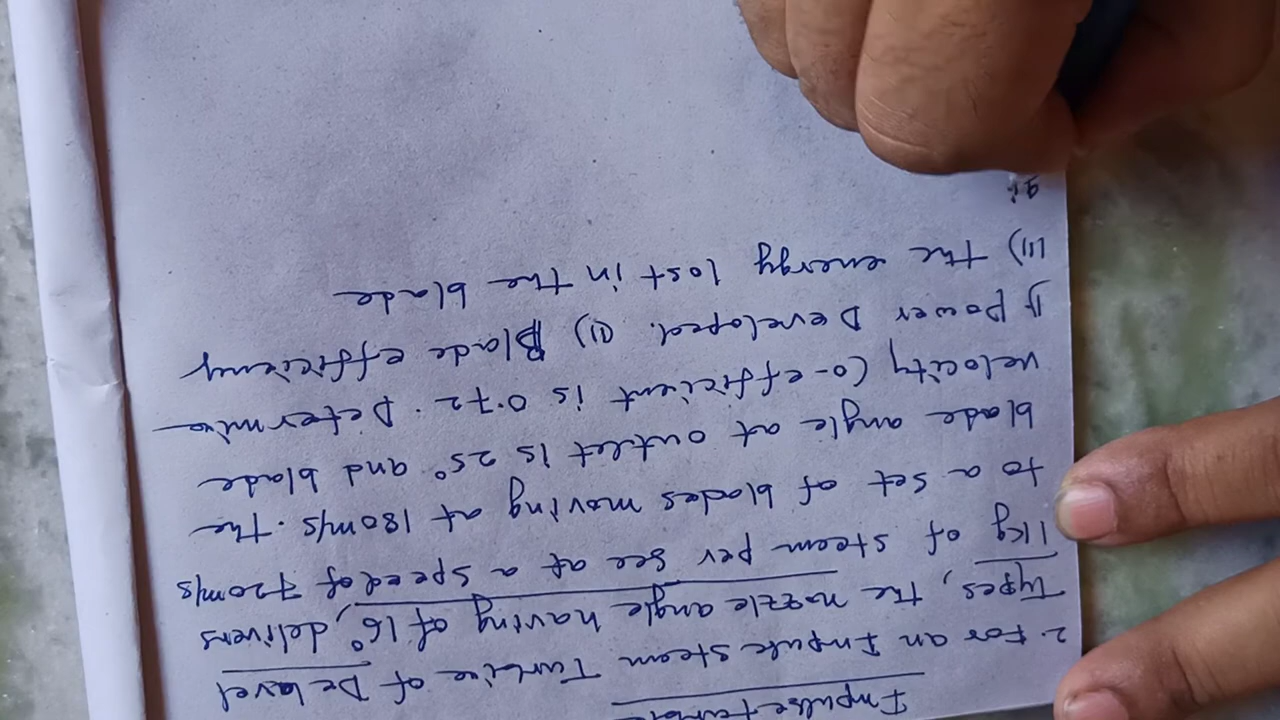 Impulse turbi
2. For an Impulse steam Turbine of Delavel
Types, the nozzle angle having of 16°, delivers
1kg of steam per sec at a speed of 720m/s
to a set of blades moving at 180m/s. The
blade angle at outlet is 25° and blade
velocity Co-efficient is 0.72. Determine
i) Power Developed. (ii) Blade efficiency
iii) The energy lost in the blade